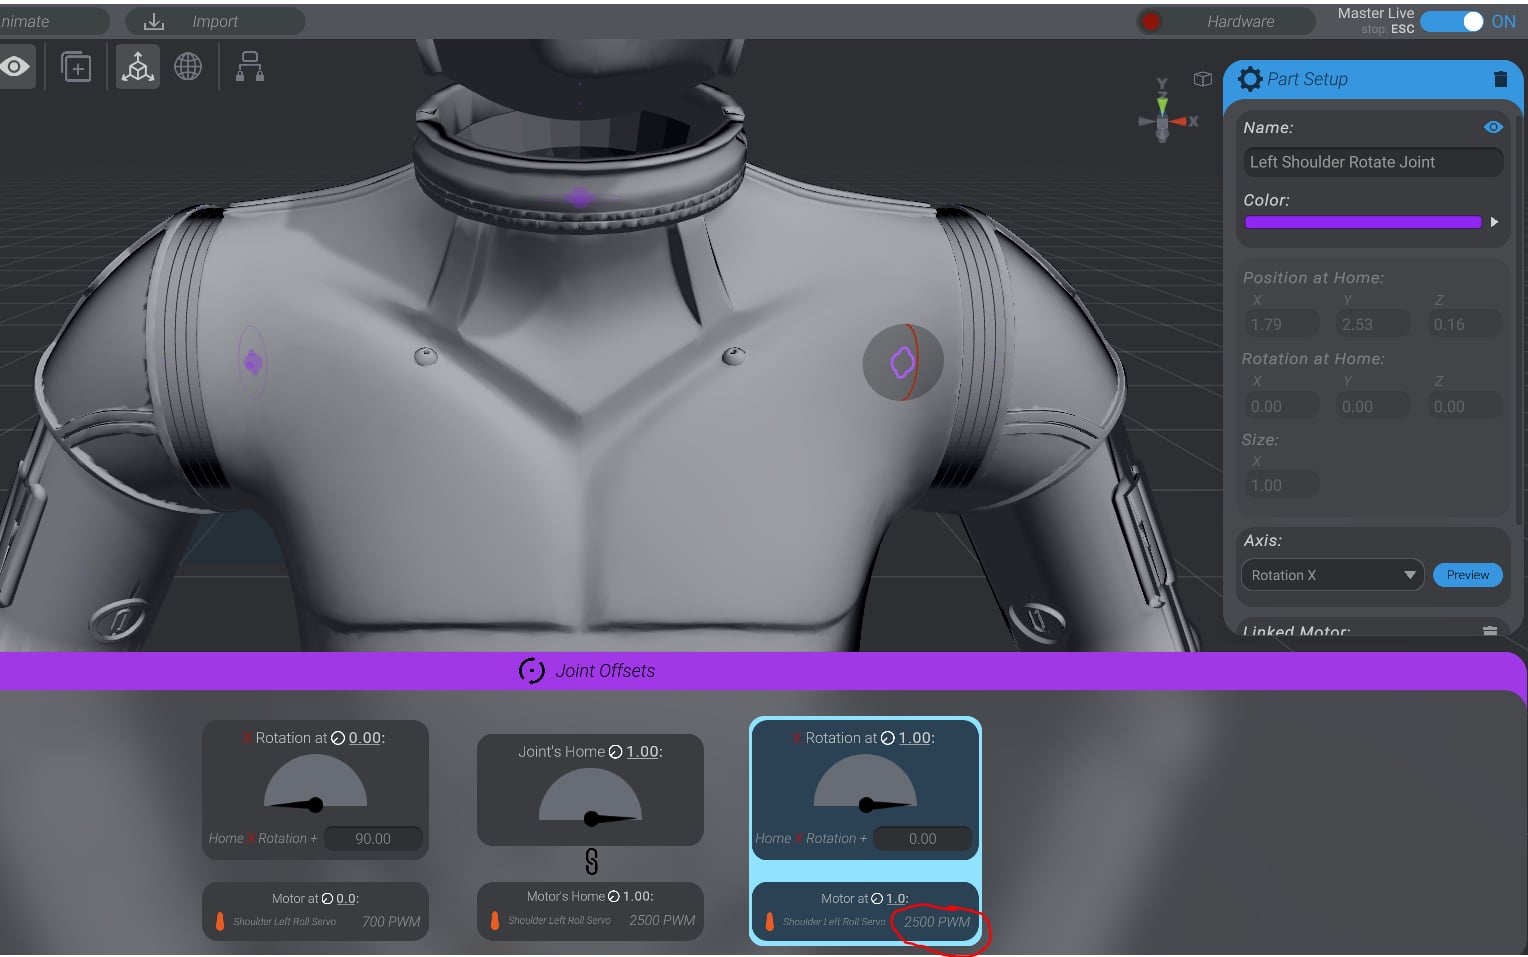 nimate
Import
Hardware
Master Live
stop: ESC
ON
Y
Z
X
Part Setup
Name:
Left Shoulder Rotate Joint
Color:
Position at Home:
X Y Z
1.79 2.53 0.16
Rotation at Home:
X Y Z
0.00 0.00 0.00
Size:
X
1.00
Axis:
Rotation X
Preview
Linked Motor:
Joint Offsets
X Rotation at 0.00:
Home X Rotation + 90.00
Motor at 0.0:
Shoulder Left Roll Servo 700 PWM
Joint's Home 1.00:
Motor's Home 1.00:
Shoulder Left Roll Servo 2500 PWM
X Rotation at 1.00:
Home X Rotation + 0.00
Motor at 1.0:
Shoulder Left Roll Servo 2500 PWM